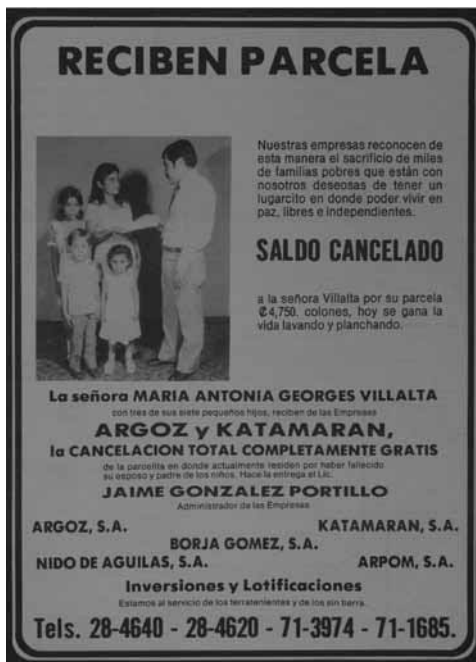 RECIBEN PARCELA
Nuestras empresas reconocen de
esta manera el sacrificio de miles
de familias pobres que están con
nosotros deseosas de tener un
lugarcito en donde poder vivir en
paz, libres e independientes.
SALDO CANCELADO
a la señora Villalta por su parcela
₡4,750. colones, hoy se gana la
vida lavando y planchando.
La señora MARIA ANTONIA GEORGES VILLALTA
con tres de sus siete pequeños hijos, reciben de las Empresas
ARGOZ y KATAMARAN,
la CANCELACION TOTAL COMPLETAMENTE GRATIS
de la parcelita en donde actualmente residen por haber fallecido
su esposo y padre de los niños. Hace la entrega el Lic.
JAIME GONZALEZ PORTILLO
Administrador de las Empresas
ARGOZ, S.A. KATAMARAN, S.A.
BORJA GOMEZ, S.A.
NIDO DE AGUILAS, S.A. ARPOM, S.A.
Inversiones y Lotificaciones
Estamos al servicio de los terratenientes y de los sin tierra.
Tels. 28-4640 - 28-4620 - 71-3974 - 71-1685.